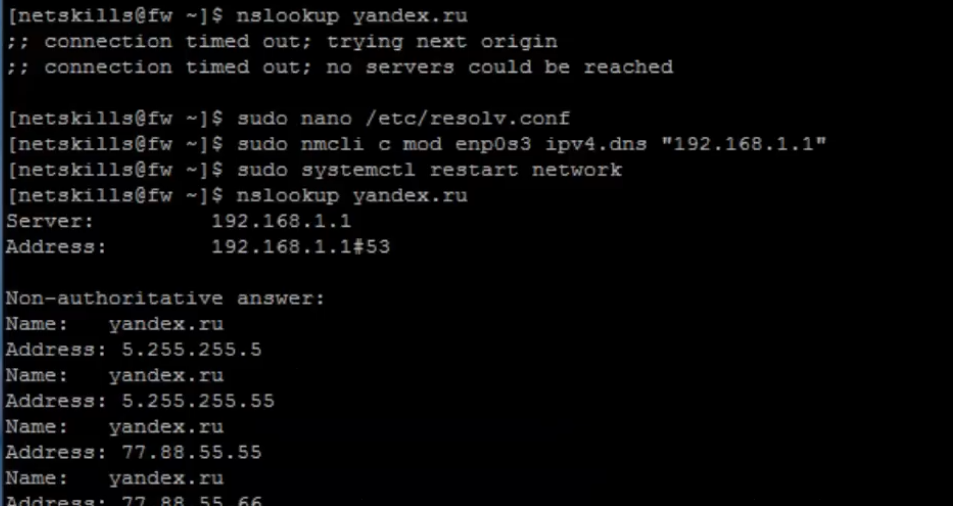 [netskills@fw ~]$ nslookup yandex.ru
;; connection timed out; trying next origin
;; connection timed out; no servers could be reached
[netskills@fw ~]$ sudo nano /etc/resolv.conf
[netskills@fw ~]$ sudo nmcli c mod enp0s3 ipv4.dns "192.168.1.1"
[netskills@fw ~]$ sudo systemctl restart network
[netskills@fw ~]$ nslookup yandex.ru
Server: 192.168.1.1
Address: 192.168.1.1#53
Non-authoritative answer:
Name: yandex.ru
Address: 5.255.255.5
Name: yandex.ru
Address: 5.255.255.55
Name: yandex.ru
Address: 77.88.55.55
Name: yandex.ru
Address: 77.88.55.66